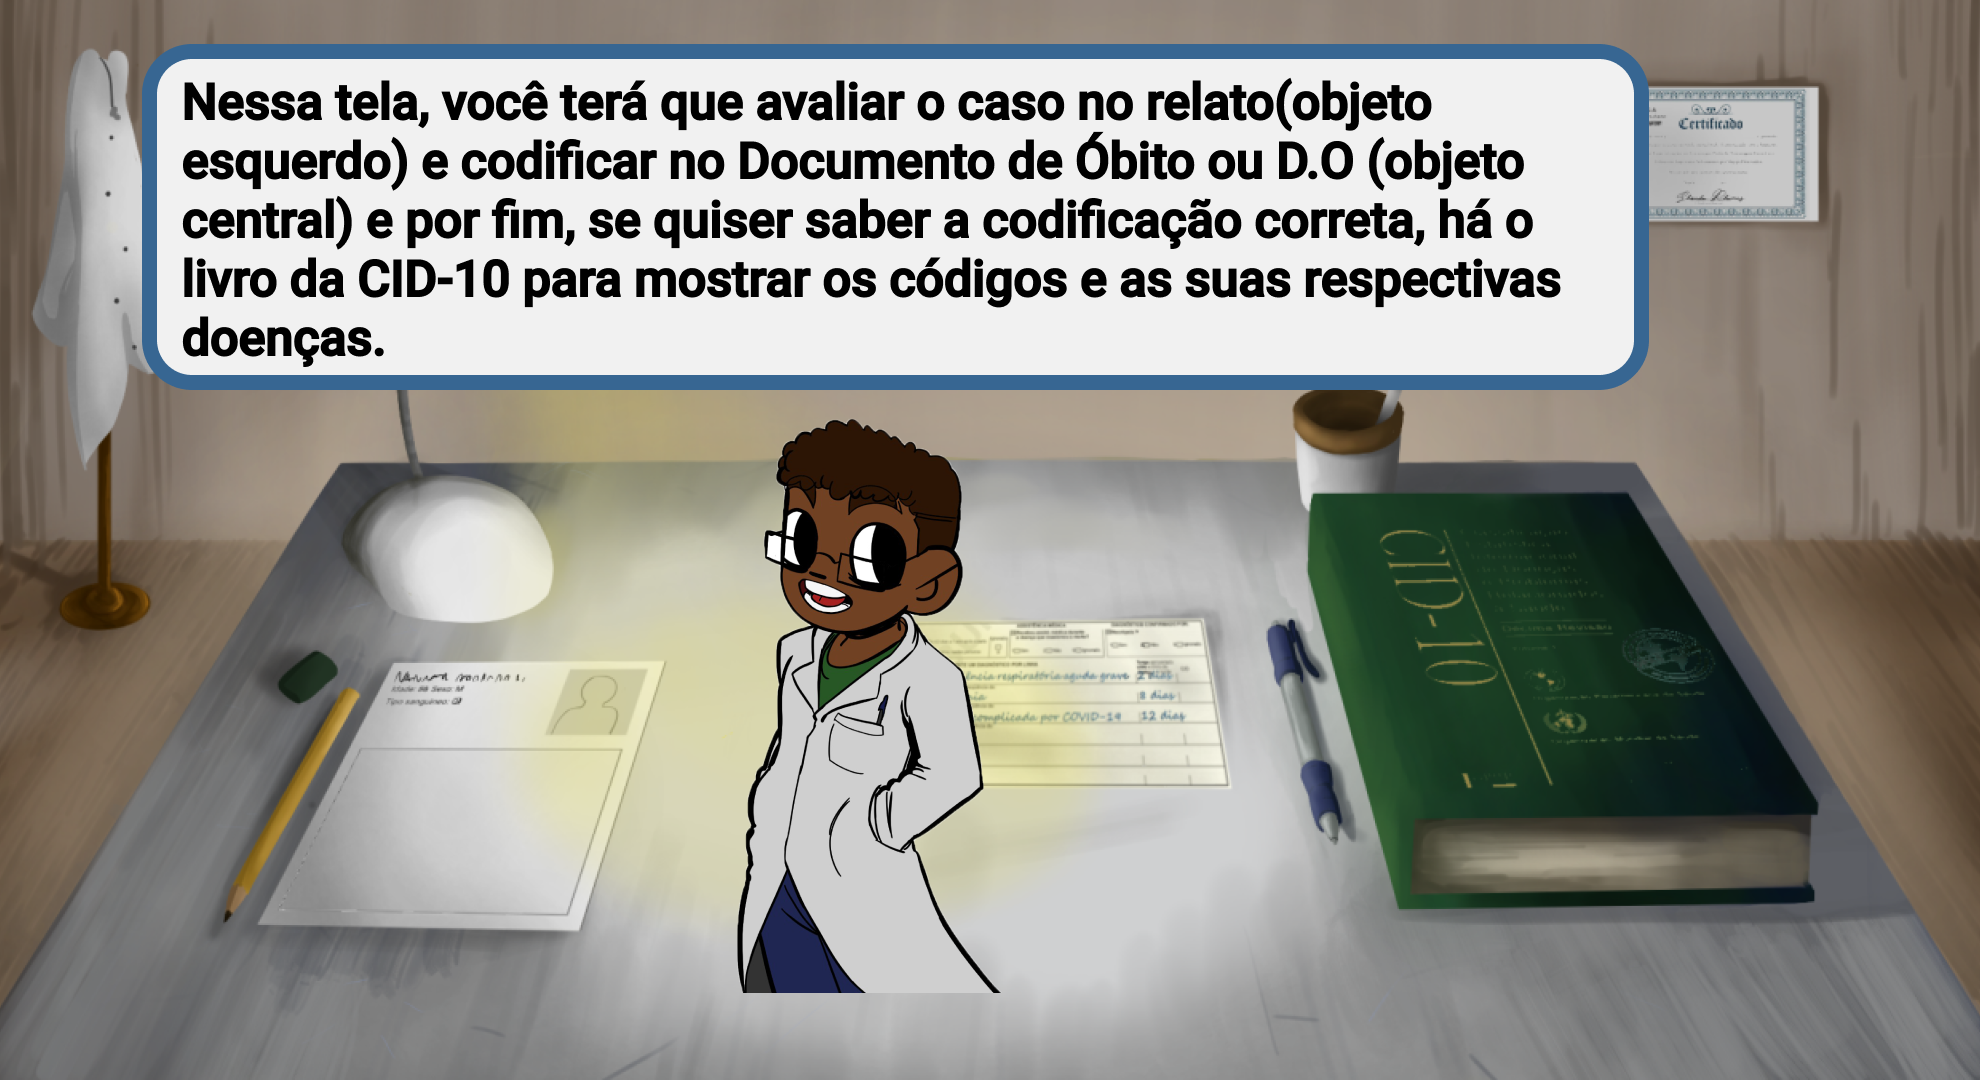 Nessa tela, você terá que avaliar o caso no relato(objeto
esquerdo) e codificar no Documento de Óbito ou D.O (objeto
central) e por fim, se quiser saber a codificação correta, há o
livro da CID-10 para mostrar os códigos e as suas respectivas
doenças.
Certificado
Idade: 88 Sexo: M
Tipo sanguíneo:
respiratória aguda grave 2 dias
8 dias
complicada por COVID-19 12 dias
CID-10
Décima Revisão